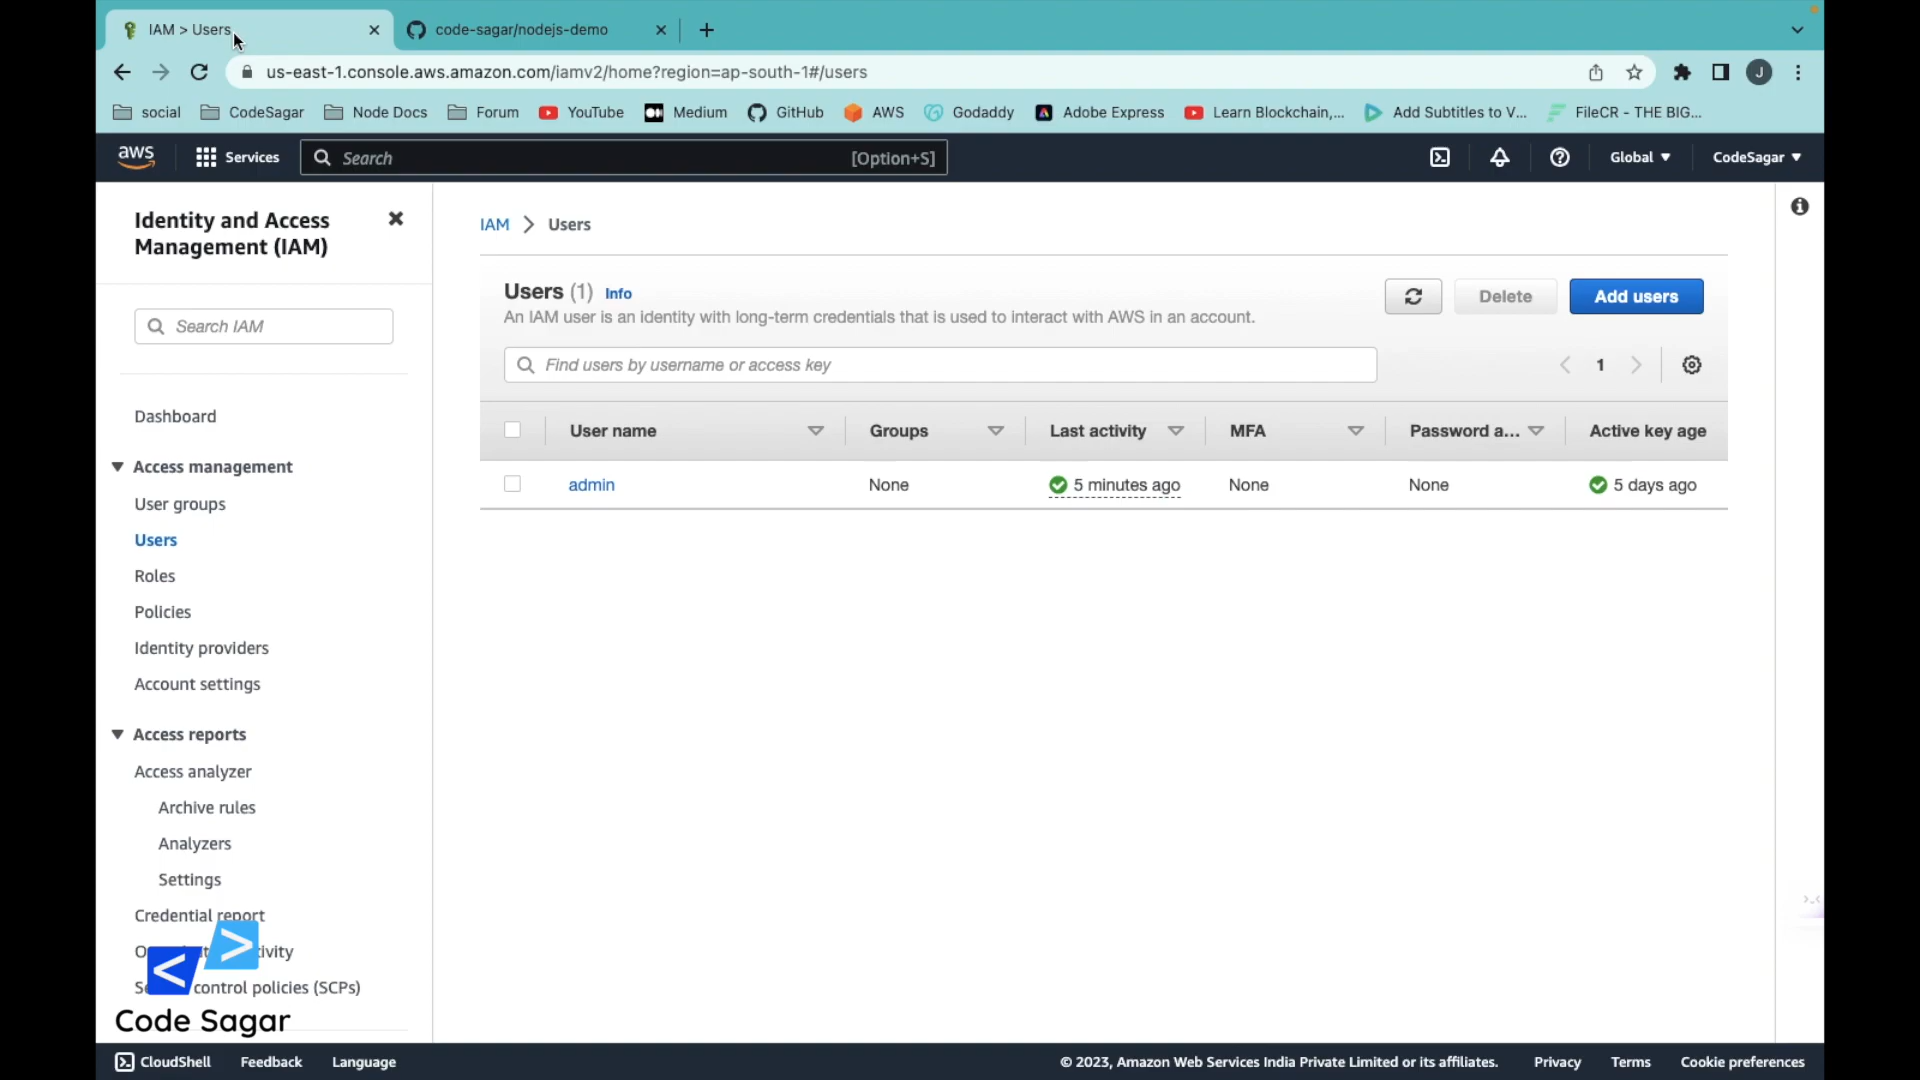 IAM > Users
code-sagar/nodejs-demo
us-east-1.console.aws.amazon.com/iamv2/home?region=ap-south-1#/users
J
social
CodeSagar
Node Docs
Forum
YouTube
Medium
GitHub
AWS
Godaddy
Adobe Express
Learn Blockchain,...
Add Subtitles to V...
FileCR - THE BIG...
aws
Services
Search
[Option+S]
Global
CodeSagar
Identity and Access
Management (IAM)
Search IAM
Dashboard
Access management
User groups
Users
Roles
Policies
Identity providers
Account settings
Access reports
Access analyzer
Archive rules
Analyzers
Settings
Credential report
control policies (SCPs)
Code Sagar
IAM > Users
Users (1) Info
An IAM user is an identity with long-term credentials that is used to interact with AWS in an account.
Delete
Add users
Find users by username or access key
1
User name Groups Last activity MFA Password a... Active key age
admin None 5 minutes ago None None 5 days ago
CloudShell Feedback Language
© 2023, Amazon Web Services India Private Limited or its affiliates. Privacy Terms Cookie preferences